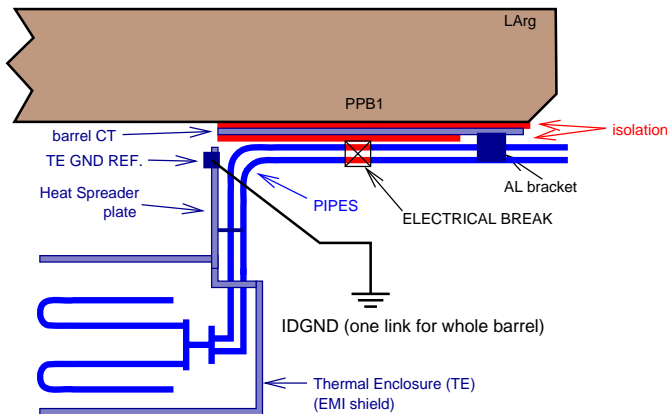 LArg
PPB1
barrel CT
isolation
TE GND REF.
AL bracket
Heat Spreader
plate
PIPES
ELECTRICAL BREAK
IDGND (one link for whole barrel)
Thermal Enclosure (TE)
(EMI shield)